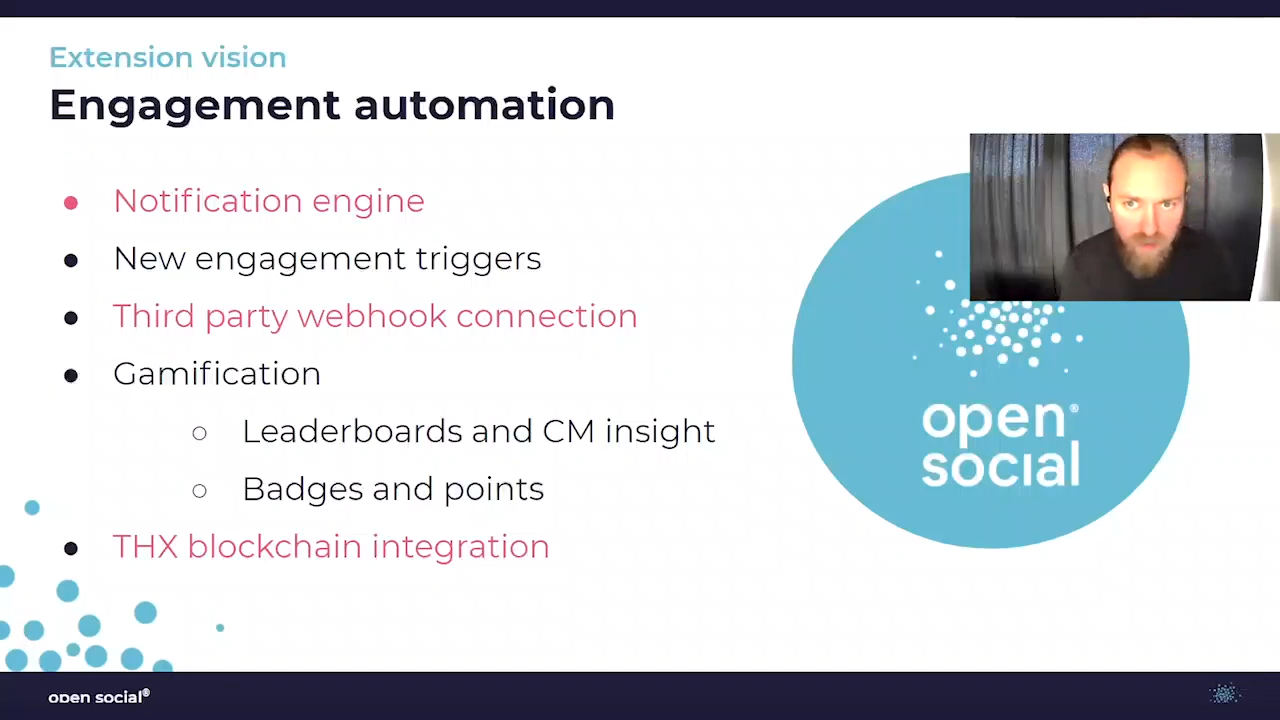 Extension vision
Engagement automation
Notification engine
New engagement triggers
Third party webhook connection
Gamification
Leaderboards and CM insight
Badges and points
THX blockchain integration
open®
social
open social®